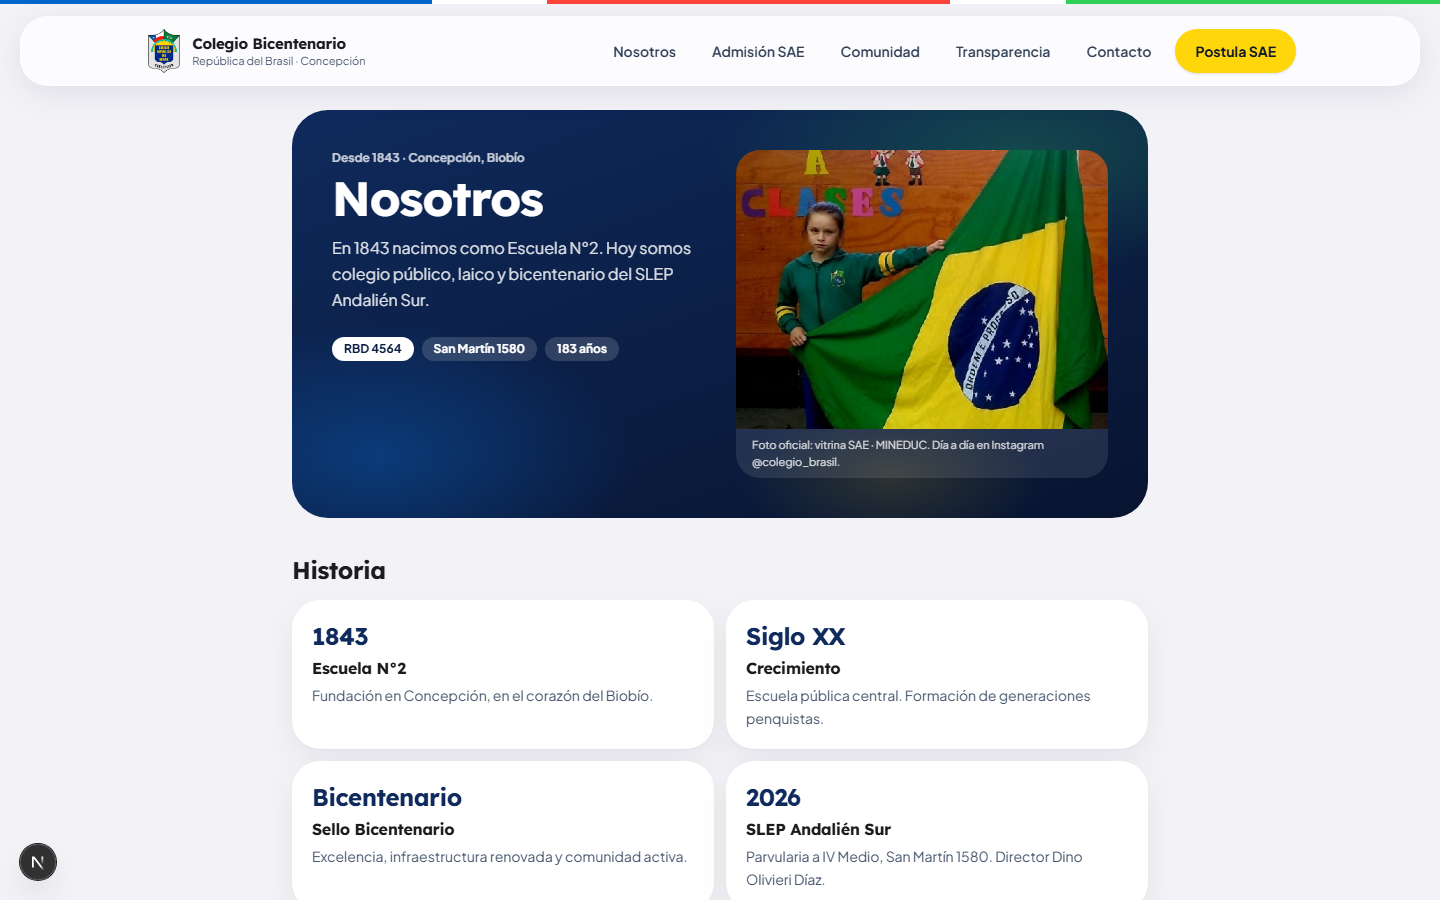 Colegio Bicentenario
República del Brasil · Concepción
Nosotros
Admisión SAE
Comunidad
Transparencia
Contacto
Postula SAE
Desde 1843 · Concepción, Biobío
Nosotros
En 1843 nacimos como Escuela N°2. Hoy somos
colegio público, laico y bicentenario del SLEP
Andalién Sur.
RBD 4564
San Martín 1580
183 años
A
CLASES
Foto oficial: vitrina SAE · MINEDUC. Día a día en Instagram
@colegio_brasil.
Historia
1843
Escuela N°2
Fundación en Concepción, en el corazón del Biobío.
Siglo XX
Crecimiento
Escuela pública central. Formación de generaciones
penquistas.
Bicentenario
Sello Bicentenario
Excelencia, infraestructura renovada y comunidad activa.
2026
SLEP Andalién Sur
Parvularia a IV Medio, San Martín 1580. Director Dino
Olivieri Díaz.
N